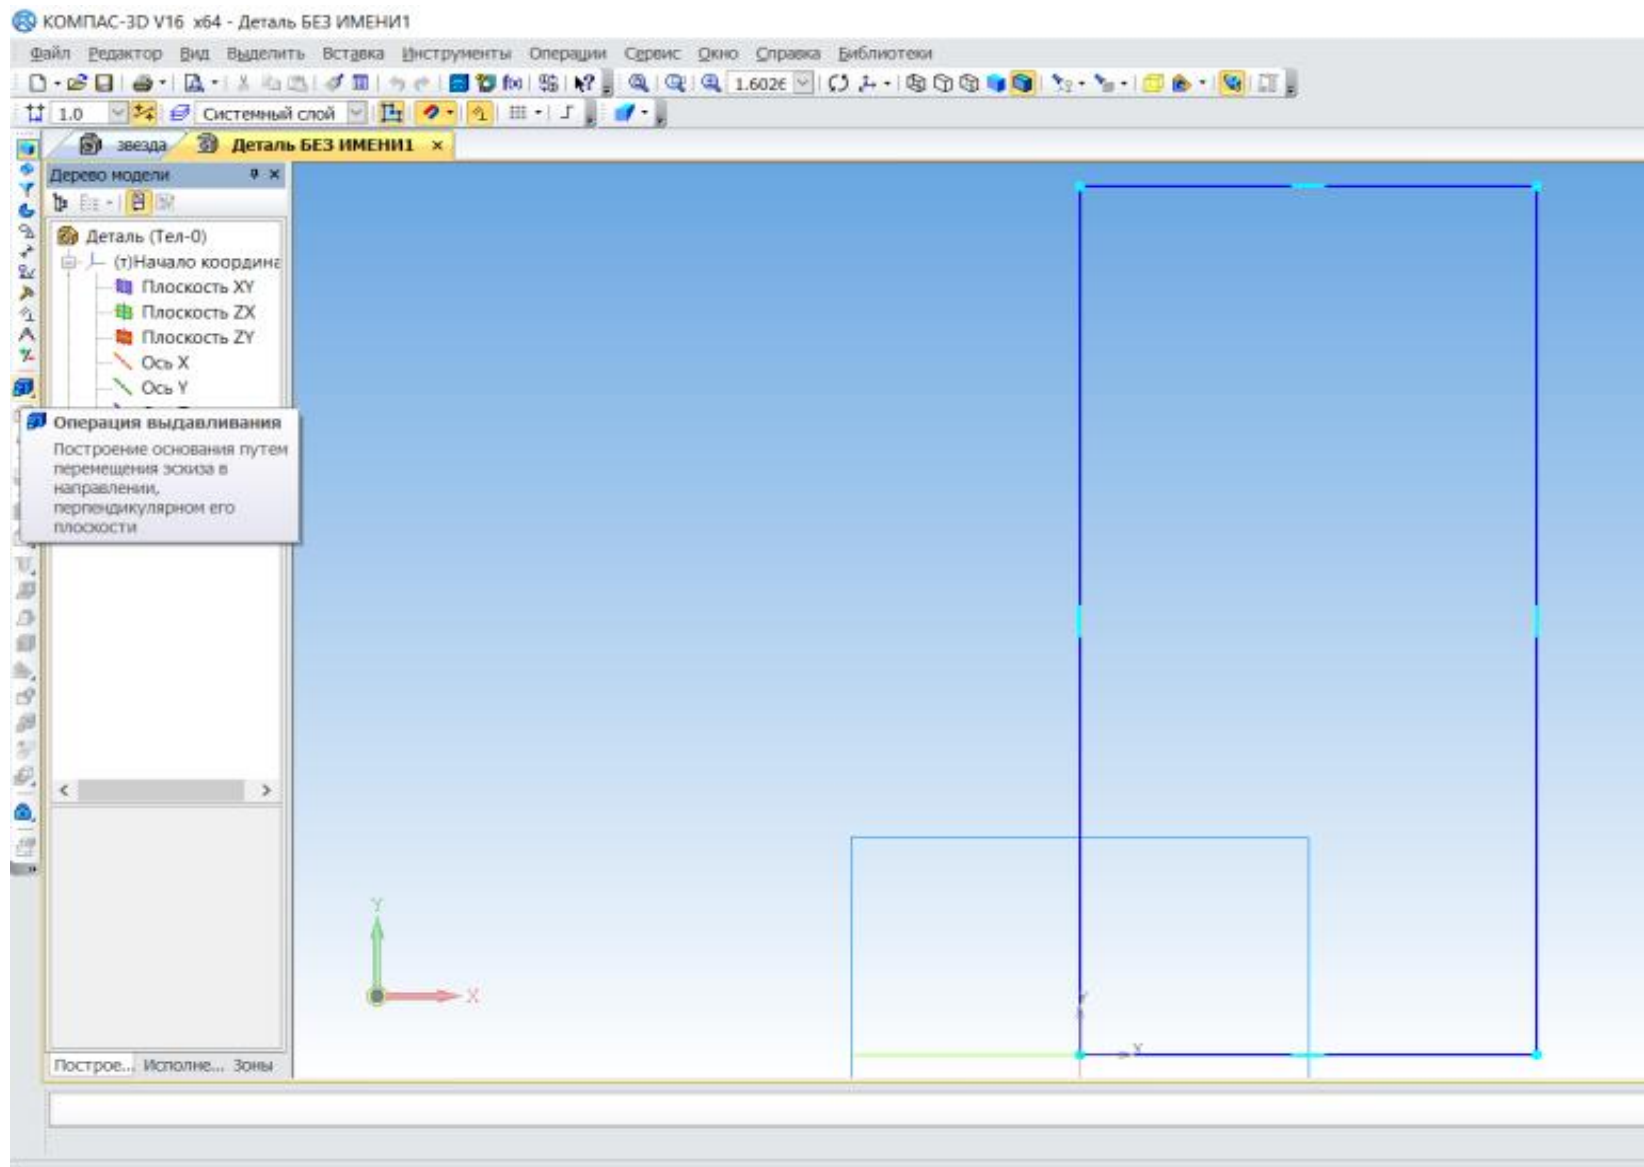 КОМПАС-3D V16 x64 - Деталь БЕЗ ИМЕНИ1
Файл Редактор Вид Выделить Вставка Инструменты Операции Сервис Окно Справка Библиотеки
1.602
1.0 Системный слой
звезда Деталь БЕЗ ИМЕНИ1
Дерево модели
Деталь (Тел-0)
(т)Начало координа
Плоскость XY
Плоскость ZX
Плоскость ZY
Ось X
Ось Y
Операция выдавливания
Построение основания путем
перемещения эскиза в
направлении,
перпендикулярном его
плоскости
Y
X
Y
X
Построе... Исполне... Зоны